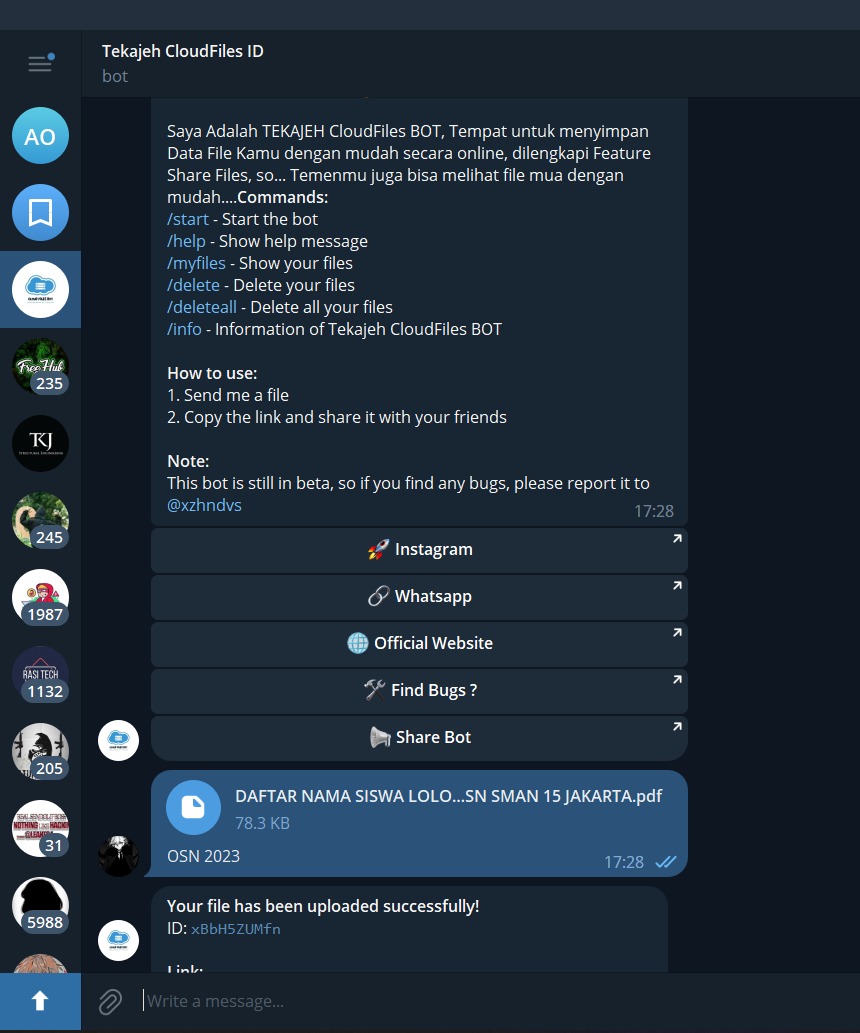 Tekajeh CloudFiles ID
bot
AO
Saya Adalah TEKAJEH CloudFiles BOT, Tempat untuk menyimpan
Data File Kamu dengan mudah secara online, dilengkapi Feature
Share Files, so... Temenmu juga bisa melihat file mua dengan
mudah....Commands:
/start - Start the bot
/help - Show help message
/myfiles - Show your files
/delete - Delete your files
/deleteall - Delete all your files
/info - Information of Tekajeh CloudFiles BOT
How to use:
1. Send me a file
2. Copy the link and share it with your friends
Note:
This bot is still in beta, so if you find any bugs, please report it to
@xzhndvs
17:28
Instagram
Whatsapp
Official Website
Find Bugs ?
Share Bot
DAFTAR NAMA SISWA LOLO...SN SMAN 15 JAKARTA.pdf
78.3 KB
OSN 2023
17:28
Your file has been uploaded successfully!
ID: xBbH5ZUMfn
Link:
Write a message...
FreeHub
235
TKJ
245
1987
RASI TECH
1132
205
NOTHING
31
5988